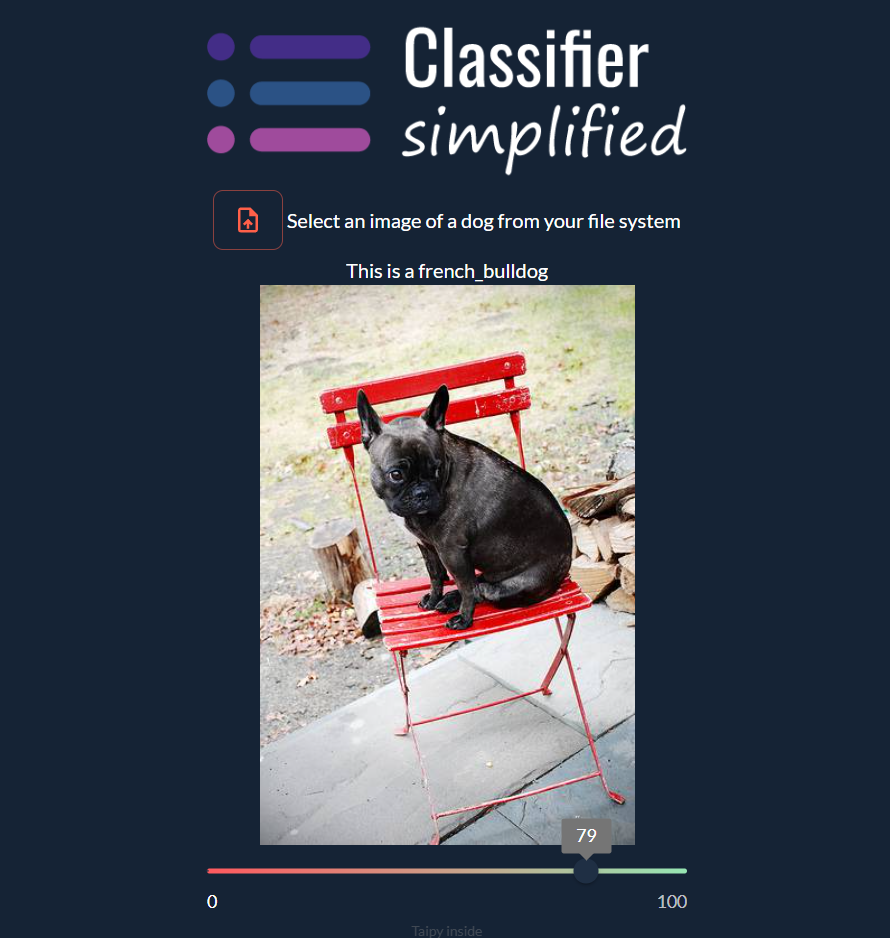 Classifier
simplified
Select an image of a dog from your file system
This is a french_bulldog
79
0
100
Taipy inside